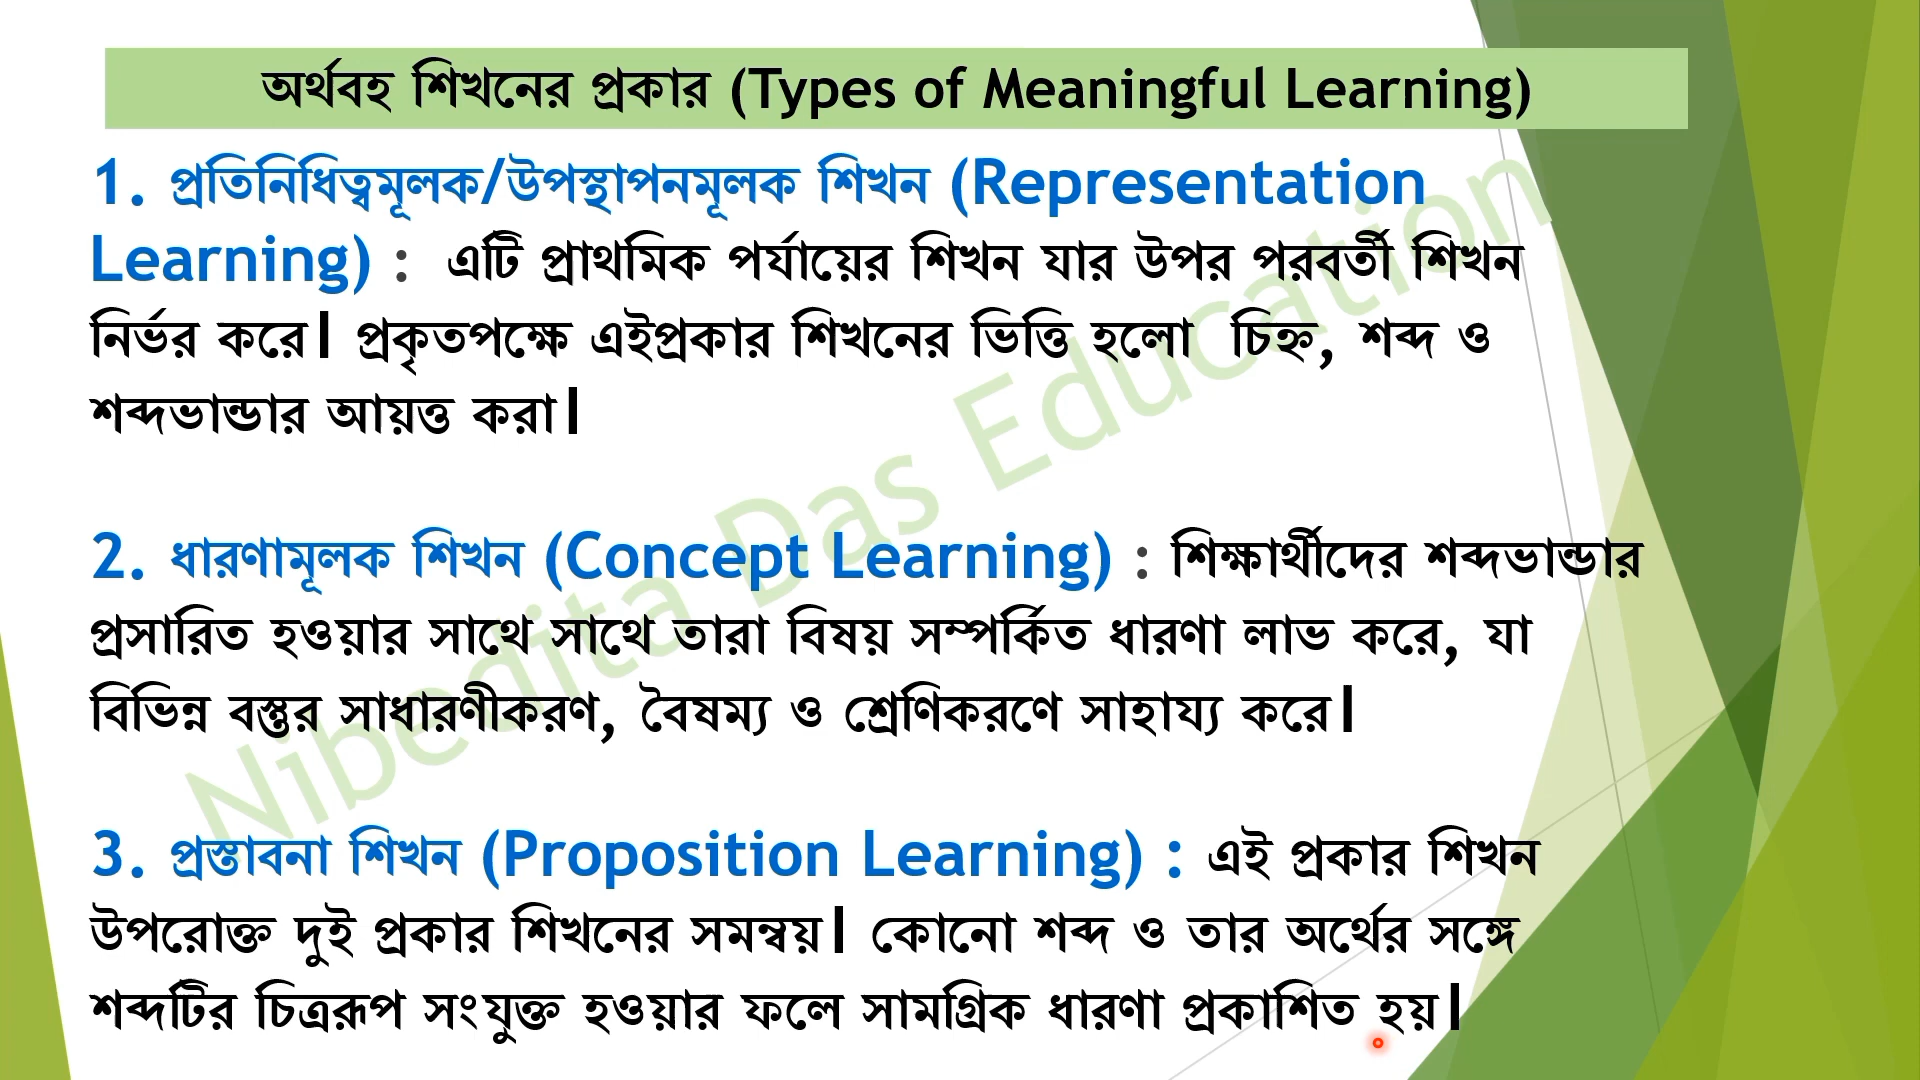 অর্থবহ শিখনের প্রকার (Types of Meaningful Learning)
1. প্রতিনিধিত্বমূলক/উপস্থাপনমূলক শিখন (Representation
Learning) : এটি প্রাথমিক পর্যায়ের শিখন যার উপর পরবর্তী শিখন
নির্ভর করে। প্রকৃতপক্ষে এইপ্রকার শিখনের ভিত্তি হলো চিহ্ন, শব্দ ও
শব্দভান্ডার আয়ত্ত করা।
2. ধারণামূলক শিখন (Concept Learning) : শিক্ষার্থীদের শব্দভান্ডার
প্রসারিত হওয়ার সাথে সাথে তারা বিষয় সম্পর্কিত ধারণা লাভ করে, যা
বিভিন্ন বস্তুর সাধারণীকরণ, বৈষম্য ও শ্রেণিকরণে সাহায্য করে।
3. প্রস্তাবনা শিখন (Proposition Learning) : এই প্রকার শিখন
উপরোক্ত দুই প্রকার শিখনের সমন্বয়। কোনো শব্দ ও তার অর্থের সঙ্গে
শব্দটির চিত্ররূপ সংযুক্ত হওয়ার ফলে সামগ্রিক ধারণা প্রকাশিত হয়।
Nibedita Das Education